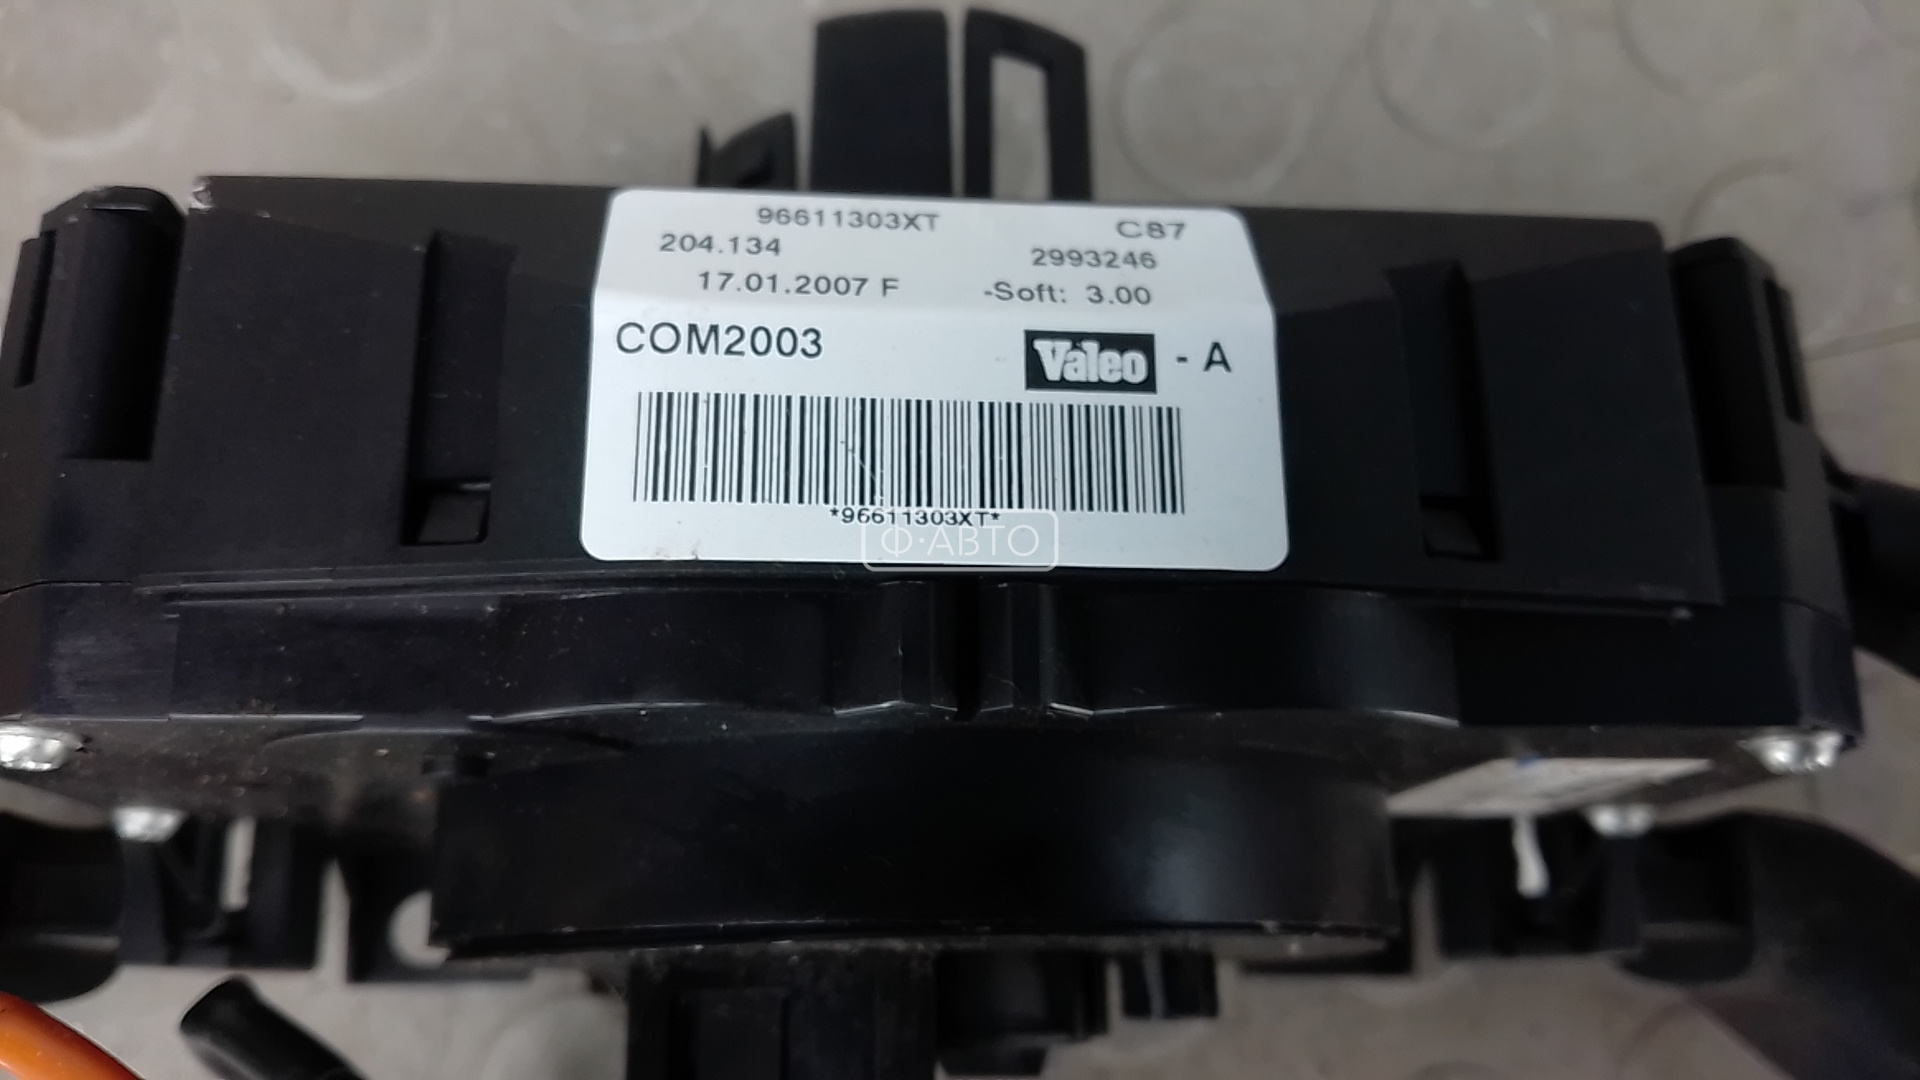 96611303XT C87
204.134 2993246
17.01.2007 F -Soft: 3.00
COM2003 Valeo - A
*96611303XT*
Ф·АВТО